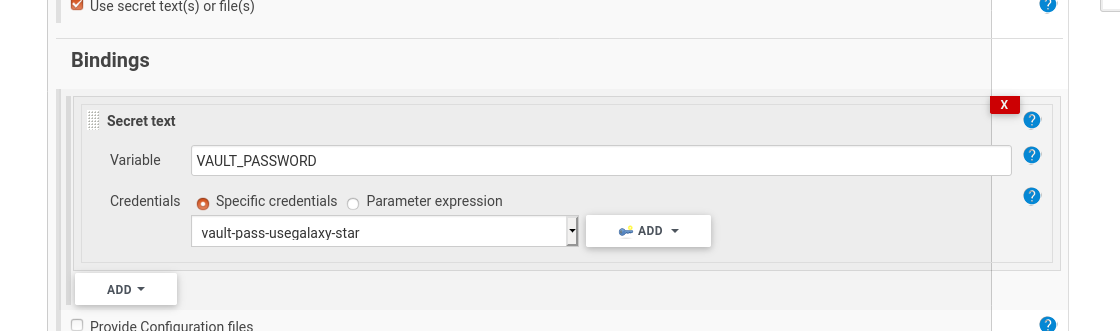 Use secret text(s) or file(s)
?
Bindings
X
Secret text
?
Variable
VAULT_PASSWORD
?
Credentials
Specific credentials
Parameter expression
?
vault-pass-usegalaxy-star
ADD
ADD
Provide Configuration files
?